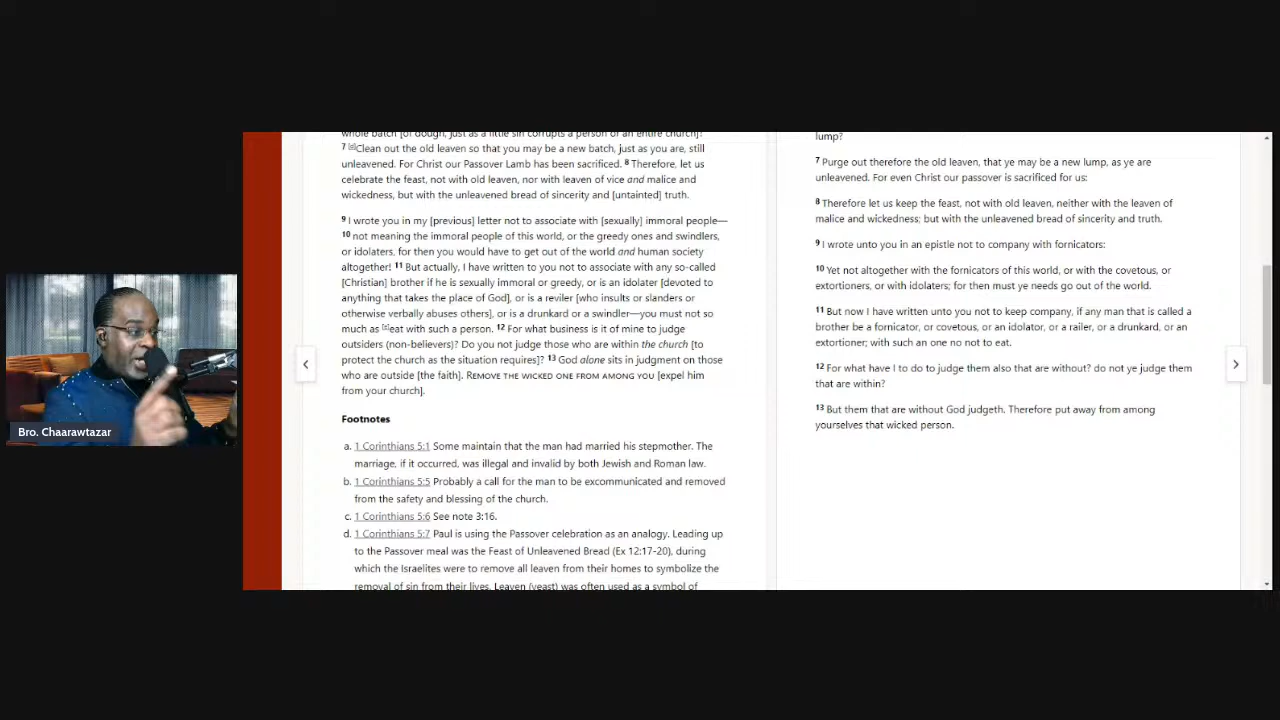 whole batch [of dough, just as a little sin corrupts a person or an entire church]!
7 [d]Clean out the old leaven so that you may be a new batch, just as you are, still
unleavened. For Christ our Passover Lamb has been sacrificed. 8 Therefore, let us
celebrate the feast, not with old leaven, nor with leaven of vice and malice and
wickedness, but with the unleavened bread of sincerity and [untainted] truth.
9 I wrote you in my [previous] letter not to associate with [sexually] immoral people—
10 not meaning the immoral people of this world, or the greedy ones and swindlers,
or idolaters, for then you would have to get out of the world and human society
altogether! 11 But actually, I have written to you not to associate with any so-called
[Christian] brother if he is sexually immoral or greedy, or is an idolater [devoted to
anything that takes the place of God], or is a reviler [who insults or slanders or
otherwise verbally abuses others], or is a drunkard or a swindler—you must not so
much as [e]eat with such a person. 12 For what business is it of mine to judge
outsiders (non-believers)? Do you not judge those who are within the church [to
protect the church as the situation requires]? 13 God alone sits in judgment on those
who are outside [the faith]. REMOVE THE WICKED ONE FROM AMONG YOU [expel him
from your church].
Footnotes
a. 1 Corinthians 5:1 Some maintain that the man had married his stepmother. The
marriage, if it occurred, was illegal and invalid by both Jewish and Roman law.
b. 1 Corinthians 5:5 Probably a call for the man to be excommunicated and removed
from the safety and blessing of the church.
c. 1 Corinthians 5:6 See note 3:16.
d. 1 Corinthians 5:7 Paul is using the Passover celebration as an analogy. Leading up
to the Passover meal was the Feast of Unleavened Bread (Ex 12:17-20), during
which the Israelites were to remove all leaven from their homes to symbolize the
removal of sin from their lives. Leaven (yeast) was often used as a symbol of
lump?
7 Purge out therefore the old leaven, that ye may be a new lump, as ye are
unleavened. For even Christ our passover is sacrificed for us:
8 Therefore let us keep the feast, not with old leaven, neither with the leaven of
malice and wickedness; but with the unleavened bread of sincerity and truth.
9 I wrote unto you in an epistle not to company with fornicators:
10 Yet not altogether with the fornicators of this world, or with the covetous, or
extortioners, or with idolaters; for then must ye needs go out of the world.
11 But now I have written unto you not to keep company, if any man that is called a
brother be a fornicator, or covetous, or an idolator, or a railer, or a drunkard, or an
extortioner; with such an one no not to eat.
12 For what have I to do to judge them also that are without? do not ye judge them
that are within?
13 But them that are without God judgeth. Therefore put away from among
yourselves that wicked person.
Bro. Chaarawtazar